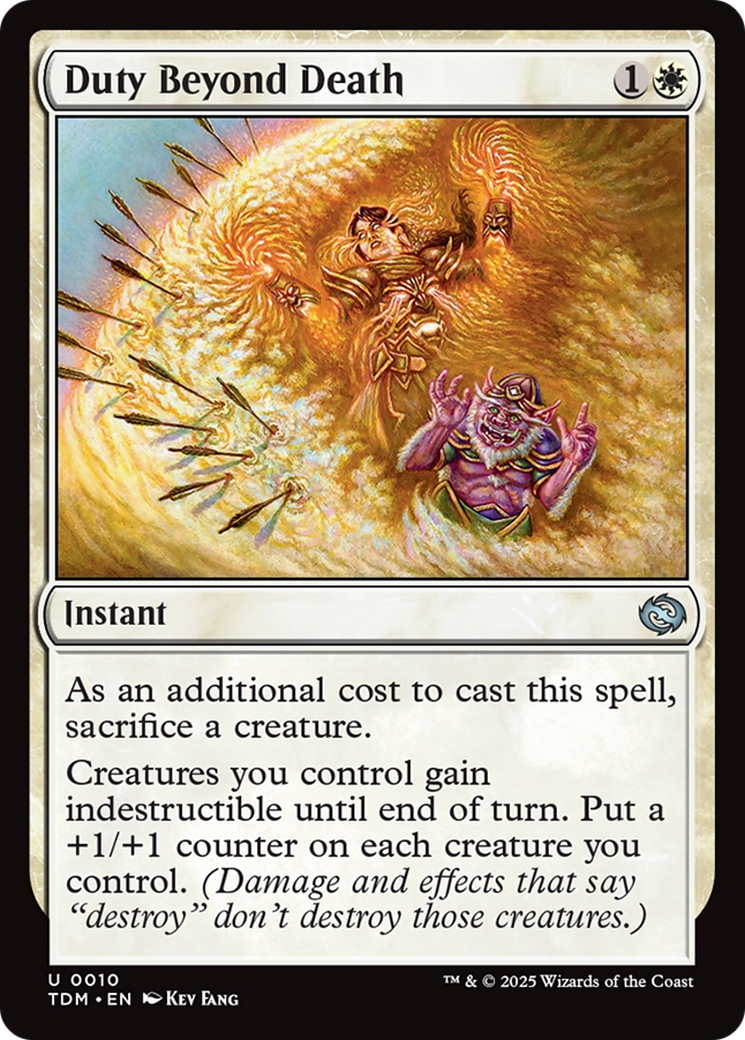 Duty Beyond Death 1
Instant
As an additional cost to cast this spell,
sacrifice a creature.
Creatures you control gain
indestructible until end of turn. Put a
+1/+1 counter on each creature you
control. (Damage and effects that say
“destroy” don’t destroy those creatures.)
U 0010
TDM • EN Kev Fang
™ & © 2025 Wizards of the Coast